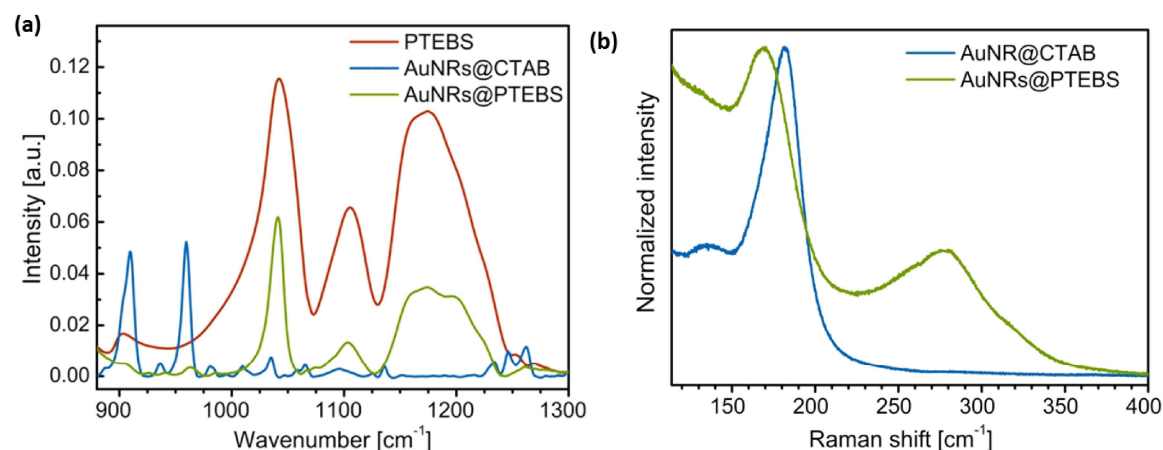 (a)
PTEBS
AuNRs@CTAB
AuNRs@PTEBS
0.12
0.10
0.08
0.06
0.04
0.02
0.00
Intensity [a.u.]
900 1000 1100 1200 1300
Wavenumber [cm⁻¹]
(b)
AuNR@CTAB
AuNRs@PTEBS
Normalized intensity
150 200 250 300 350 400
Raman shift [cm⁻¹]